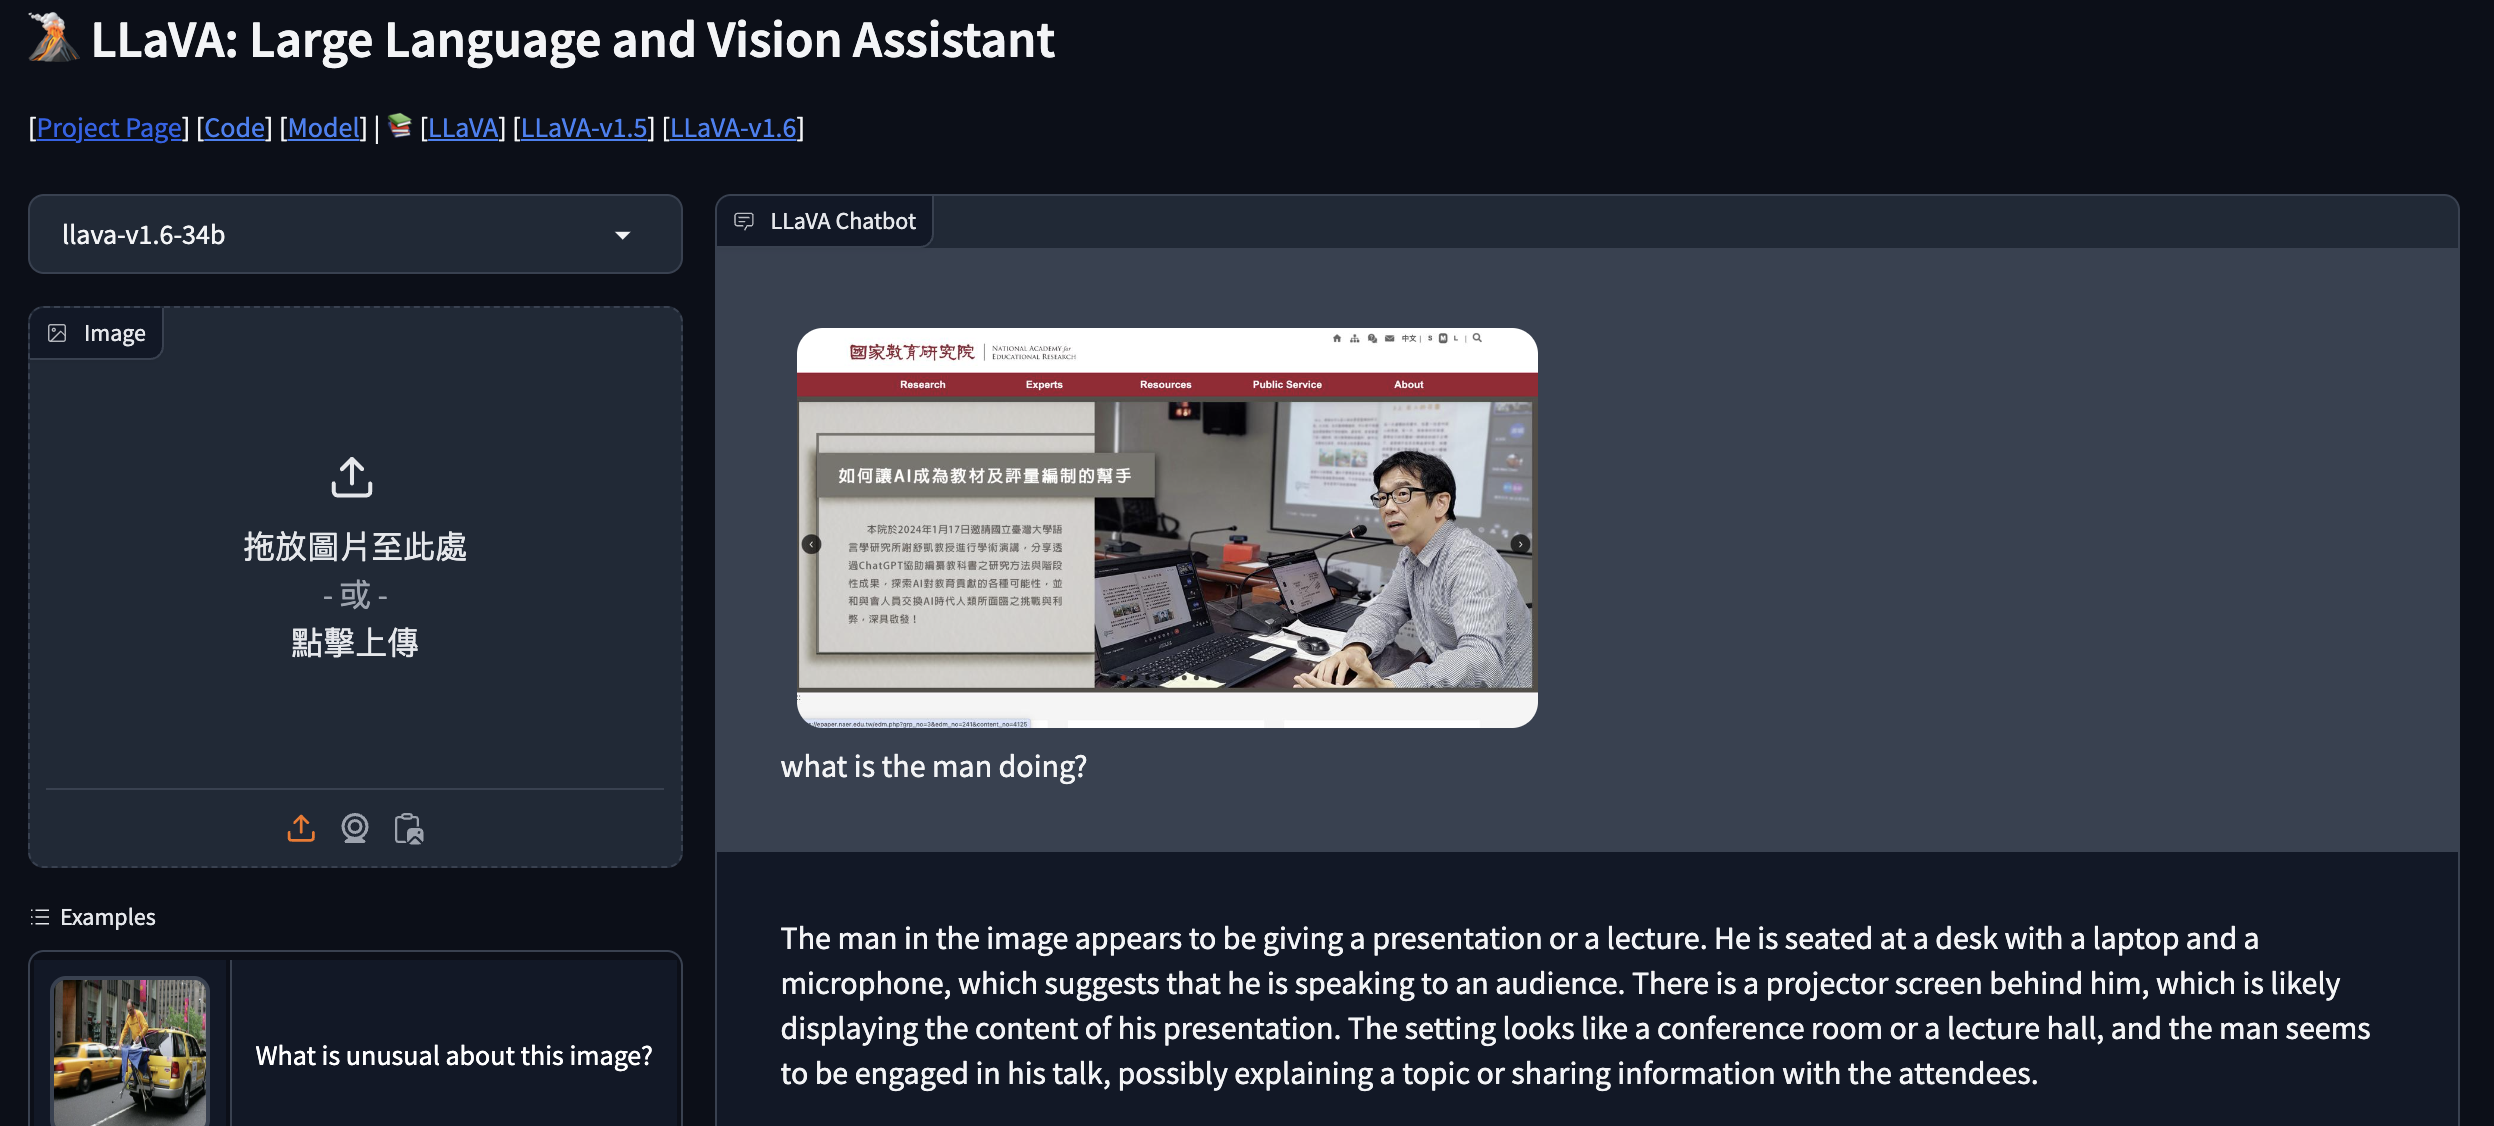 LLaVA: Large Language and Vision Assistant
[Project Page] [Code] [Model] | [LLaVA] [LLaVA-v1.5] [LLaVA-v1.6]
llava-v1.6-34b
Image
拖放圖片至此處
- 或 -
點擊上傳
Examples
What is unusual about this image?
LLaVA Chatbot
中文 | S M L |
國家教育研究院 NATIONAL ACADEMY for
EDUCATIONAL RESEARCH
Research Experts Resources Public Service About
如何讓AI成為教材及評量編制的幫手
本院於2024年1月17日邀請國立臺灣大學語
言學研究所謝舒凱教授進行學術演講，分享透
過ChatGPT協助編纂教科書之研究方法與階段
性成果，探索AI對教育貢獻的各種可能性，並
和與會人員交換AI時代人類所面臨之挑戰與利
弊，深具啟發！
//epaper.naer.edu.tw/edm.php?grp_no=3&edm_no=241&content_no=4125
what is the man doing?
The man in the image appears to be giving a presentation or a lecture. He is seated at a desk with a laptop and a
microphone, which suggests that he is speaking to an audience. There is a projector screen behind him, which is likely
displaying the content of his presentation. The setting looks like a conference room or a lecture hall, and the man seems
to be engaged in his talk, possibly explaining a topic or sharing information with the attendees.